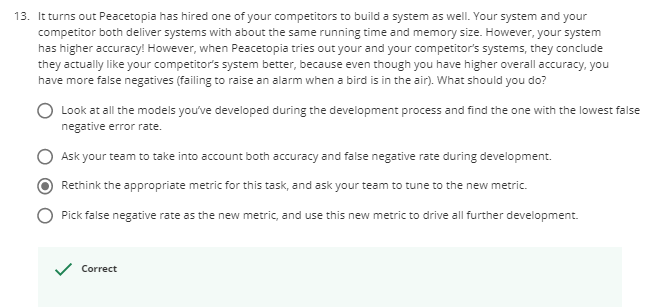 13. It turns out Peacetopia has hired one of your competitors to build a system as well. Your system and your
competitor both deliver systems with about the same running time and memory size. However, your system
has higher accuracy! However, when Peacetopia tries out your and your competitor's systems, they conclude
they actually like your competitor's system better, because even though you have higher overall accuracy, you
have more false negatives (failing to raise an alarm when a bird is in the air). What should you do?
Look at all the models you've developed during the development process and find the one with the lowest false
negative error rate.
Ask your team to take into account both accuracy and false negative rate during development.
Rethink the appropriate metric for this task, and ask your team to tune to the new metric.
Pick false negative rate as the new metric, and use this new metric to drive all further development.
Correct